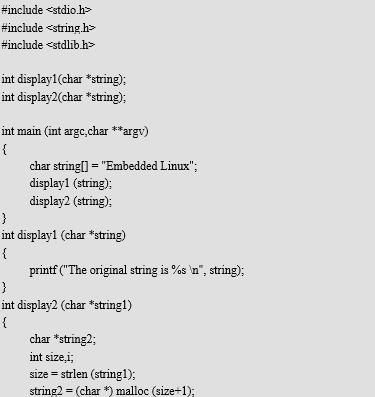 #include <stdio.h>
#include <string.h>
#include <stdlib.h>
int display1(char *string);
int display2(char *string);
int main (int argc,char **argv)
{
char string[] = "Embedded Linux";
display1 (string);
display2 (string);
}
int display1 (char *string)
{
printf ("The original string is %s \n", string);
}
int display2 (char *string1)
{
char *string2;
int size,i;
size = strlen (string1);
string2 = (char *) malloc (size+1);